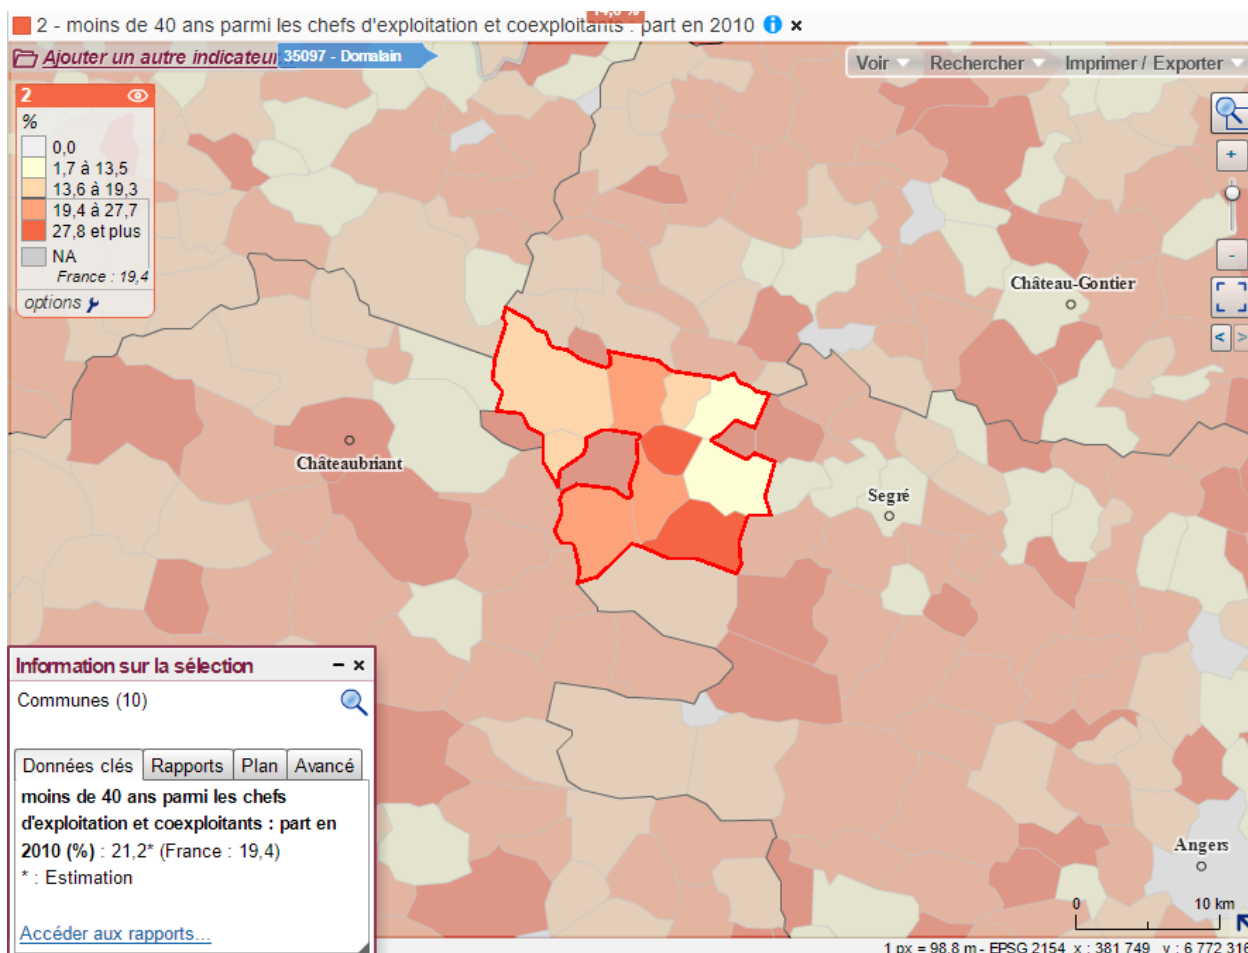 2 - moins de 40 ans parmi les chefs d'exploitation et coexploitants : part en 2010
Ajouter un autre indicateur
35097 - Domalain
Voir
Rechercher
Imprimer / Exporter
2
%
0,0
1,7 à 13,5
13,6 à 19,3
19,4 à 27,7
27,8 et plus
NA
France : 19,4
options
+
-
< >
Château-Gontier
Châteaubriant
Segré
Angers
Information sur la sélection
Communes (10)
Données clés Rapports Plan Avancé
moins de 40 ans parmi les chefs
d'exploitation et coexploitants : part en
2010 (%) : 21,2* (France : 19,4)
* : Estimation
Accéder aux rapports...
0 10 km
1 px = 98.8 m - EPSG 2154 x : 381 749 y : 6 772 316